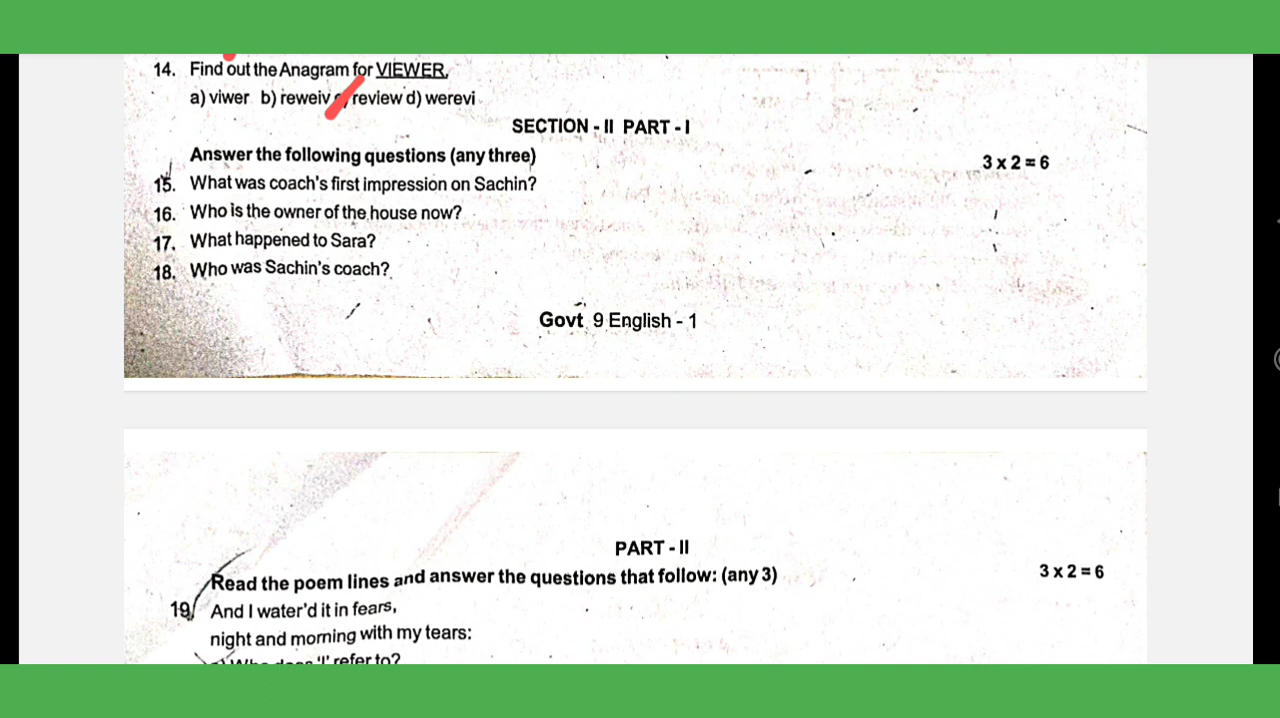 14. Find out the Anagram for VIEWER.
a) viwer b) reweiv c) review d) werevi
SECTION - II PART - I
Answer the following questions (any three) 3 x 2 = 6
15. What was coach's first impression on Sachin?
16. Who is the owner of the house now?
17. What happened to Sara?
18. Who was Sachin's coach?
Govt 9 English - 1
PART - II
Read the poem lines and answer the questions that follow: (any 3) 3 x 2 = 6
19. And I water'd it in fears,
night and morning with my tears:
'I' refer to?